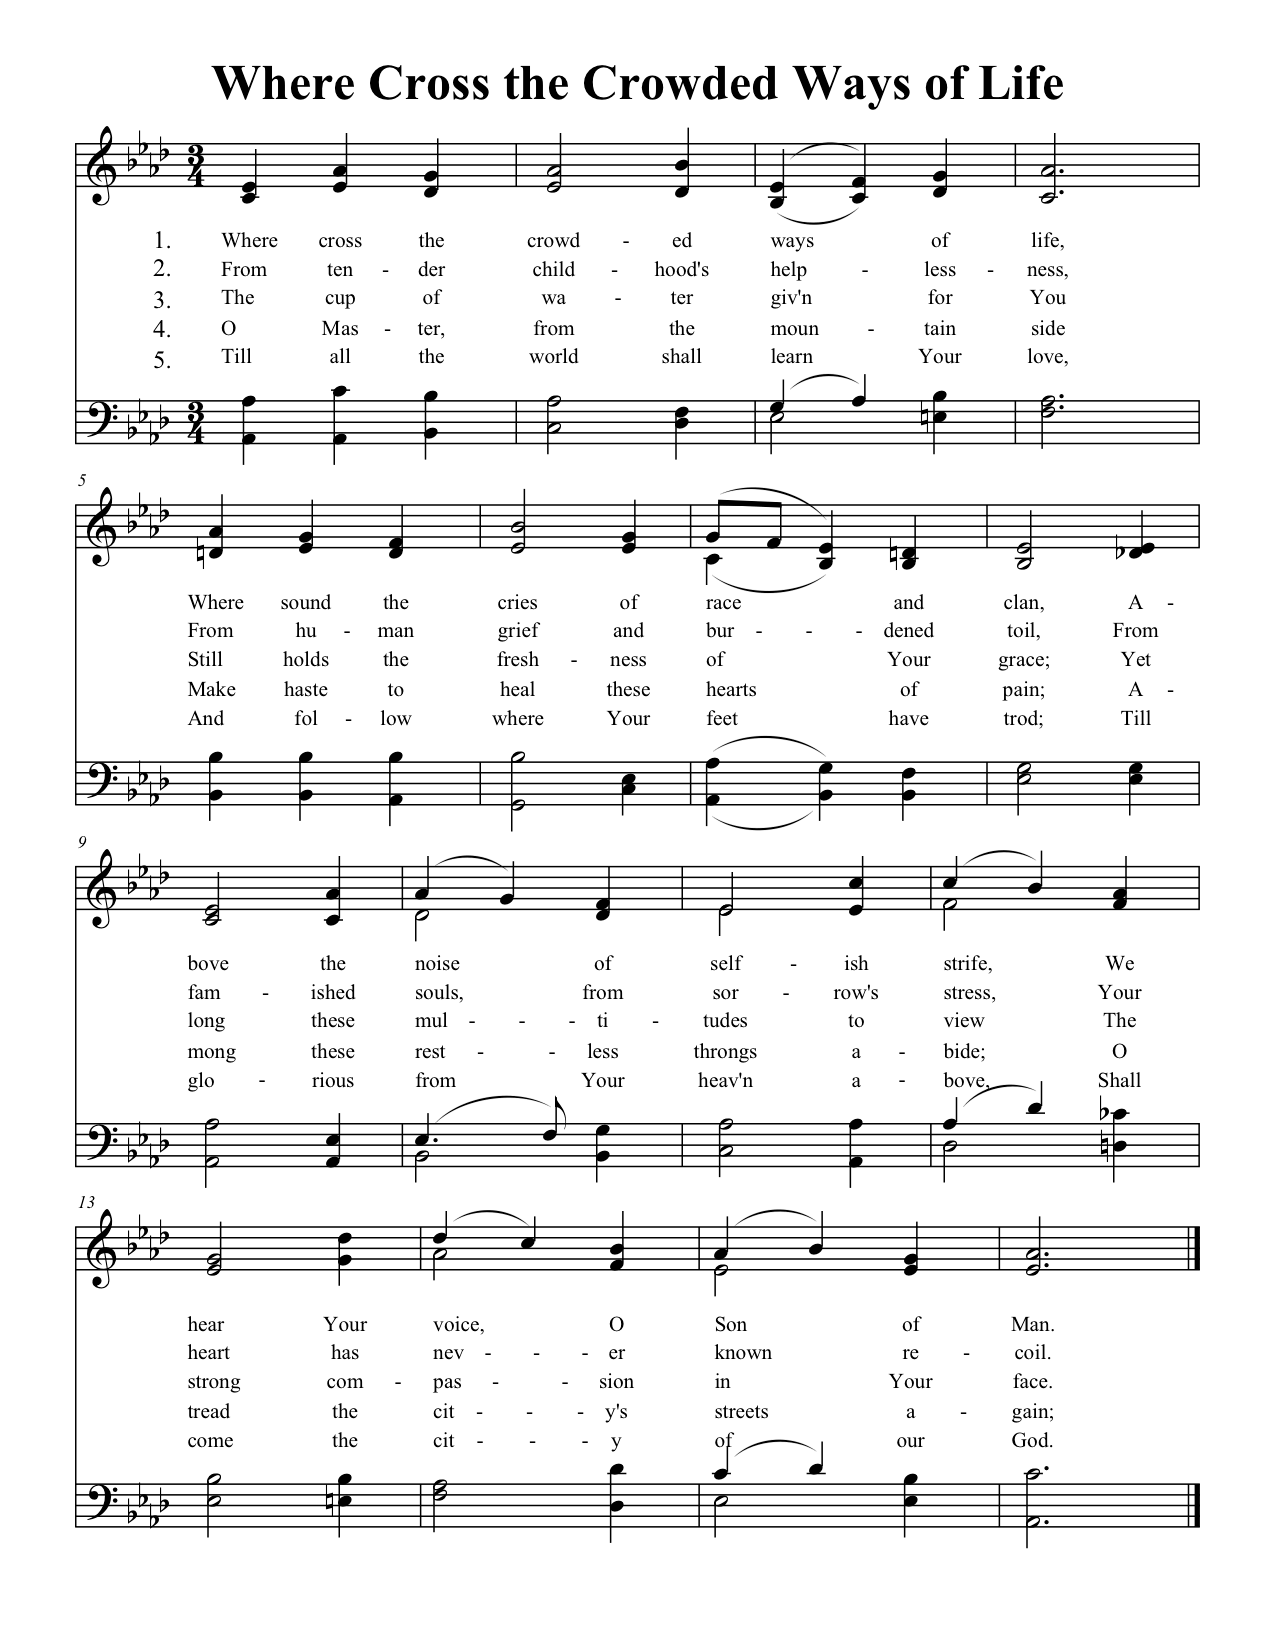 Where Cross the Crowded Ways of Life
3
4
1. Where cross the crowd - ed ways of life,
2. From ten - der child - hood's help - less - ness,
3. The cup of wa - ter giv'n for You
4. O Mas - ter, from the moun - tain side
5. Till all the world shall learn Your love,
3
4
5
Where sound the cries of race and clan, A -
From hu - man grief and bur - - - dened toil, From
Still holds the fresh - ness of Your grace; Yet
Make haste to heal these hearts of pain; A -
And fol - low where Your feet have trod; Till
9
bove the noise of self - ish strife, We
fam - ished souls, from sor - row's stress, Your
long these mul - - - ti - tudes to view The
mong these rest - - less throngs a - bide; O
glo - rious from Your heav'n a - bove, Shall
13
hear Your voice, O Son of Man.
heart has nev - - - er known re - coil.
strong com - pas - - sion in Your face.
tread the cit - - - y's streets a - gain;
come the cit - - - y of our God.